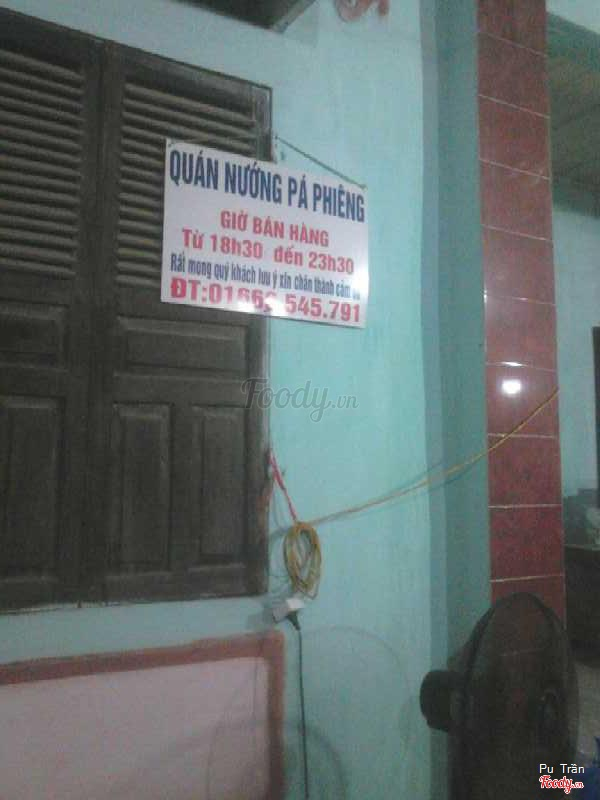 QUÁN NƯỚNG PÁ PHIÊNG
GIỜ BÁN HÀNG
Từ 18h30 đến 23h30
Rất mong quý khách lưu ý xin chân thành cảm ơn
ĐT:01663.545.791
Foody.vn
Pu Trần
Foody.vn